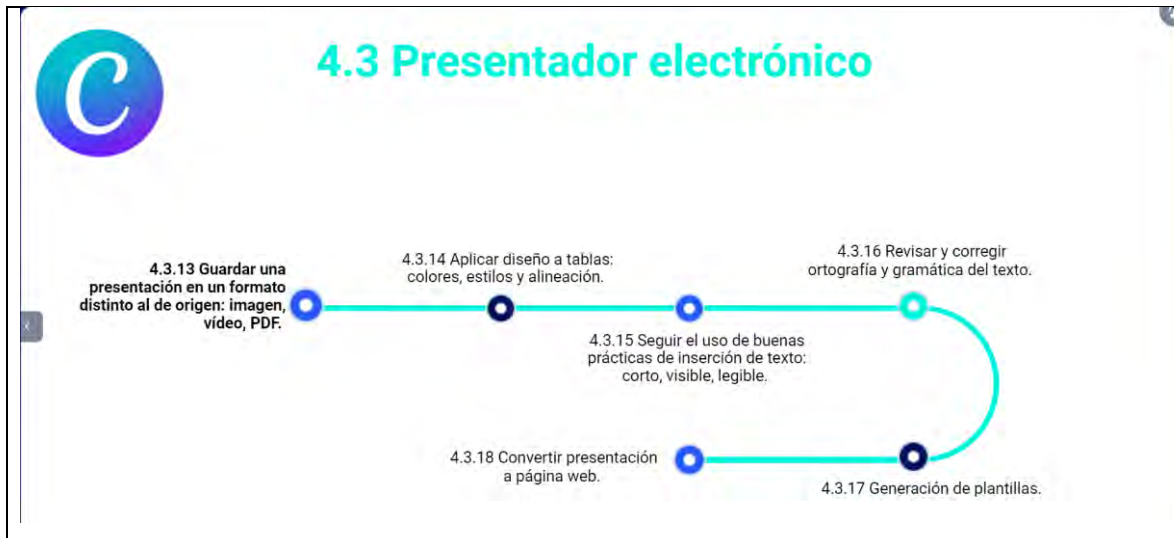 C
4.3 Presentador electrónico
4.3.13 Guardar una
presentación en un formato
distinto al de origen: imagen,
vídeo, PDF.
4.3.14 Aplicar diseño a tablas:
colores, estilos y alineación.
4.3.15 Seguir el uso de buenas
prácticas de inserción de texto:
corto, visible, legible.
4.3.16 Revisar y corregir
ortografía y gramática del texto.
4.3.17 Generación de plantillas.
4.3.18 Convertir presentación
a página web.